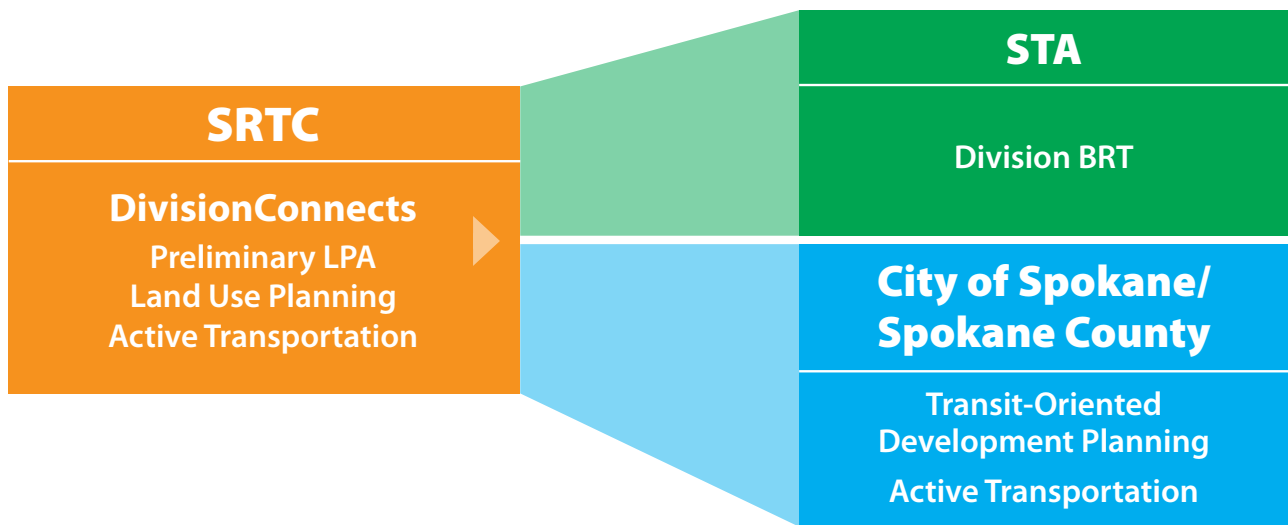 SRTC
DivisionConnects
Preliminary LPA
Land Use Planning
Active Transportation
STA
Division BRT
City of Spokane/
Spokane County
Transit-Oriented
Development Planning
Active Transportation